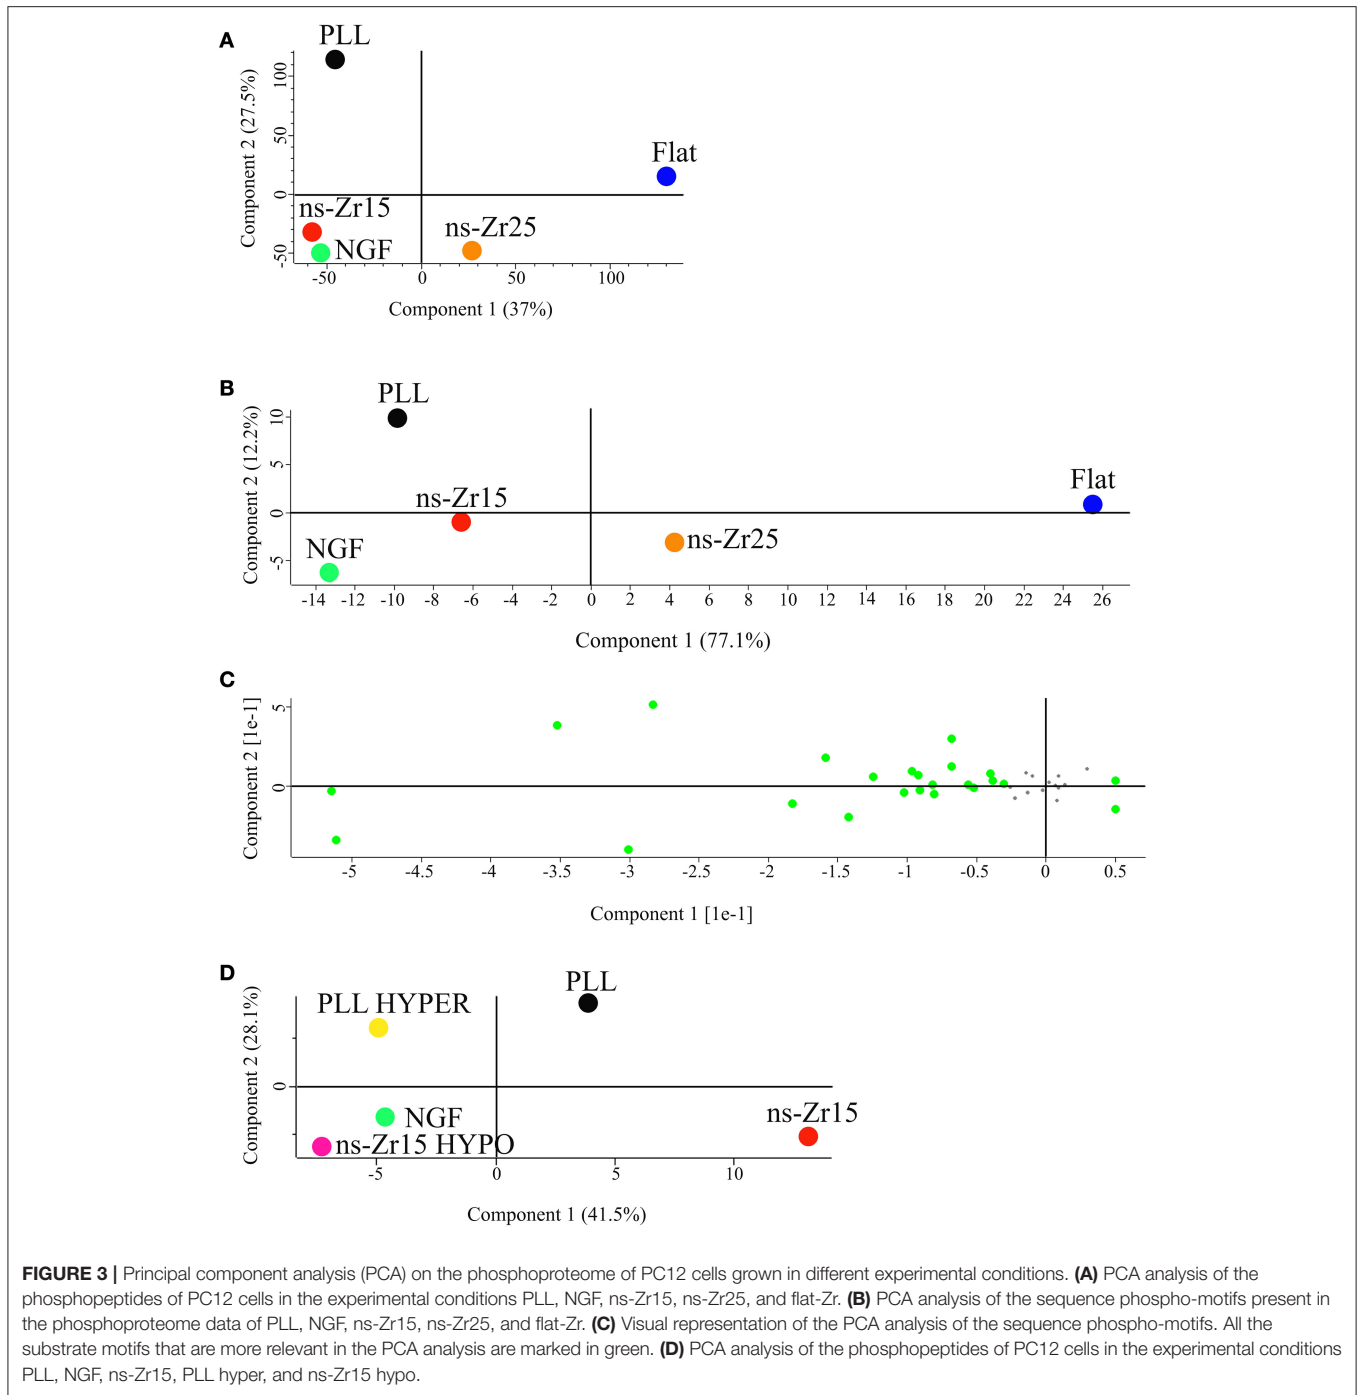 A
PLL
Flat
ns-Zr15
ns-Zr25
NGF
100
50
0
-50
Component 2 (27.5%)
-50 0 50 100
Component 1 (37%)
B
PLL
Flat
ns-Zr15
ns-Zr25
NGF
10
5
0
-5
Component 2 (12.2%)
-14 -12 -10 -8 -6 -4 -2 0 2 4 6 8 10 12 14 16 18 20 22 24 26
Component 1 (77.1%)
C
5
0
Component 2 [1e-1]
-5 -4.5 -4 -3.5 -3 -2.5 -2 -1.5 -1 -0.5 0 0.5
Component 1 [1e-1]
D
PLL
PLL HYPER
NGF
ns-Zr15
ns-Zr15 HYPO
0
Component 2 (28.1%)
-5 0 5 10
Component 1 (41.5%)
FIGURE 3 | Principal component analysis (PCA) on the phosphoproteome of PC12 cells grown in different experimental conditions. (A) PCA analysis of the
phosphopeptides of PC12 cells in the experimental conditions PLL, NGF, ns-Zr15, ns-Zr25, and flat-Zr. (B) PCA analysis of the sequence phospho-motifs present in
the phosphoproteome data of PLL, NGF, ns-Zr15, ns-Zr25, and flat-Zr. (C) Visual representation of the PCA analysis of the sequence phospho-motifs. All the
substrate motifs that are more relevant in the PCA analysis are marked in green. (D) PCA analysis of the phosphopeptides of PC12 cells in the experimental conditions
PLL, NGF, ns-Zr15, PLL hyper, and ns-Zr15 hypo.